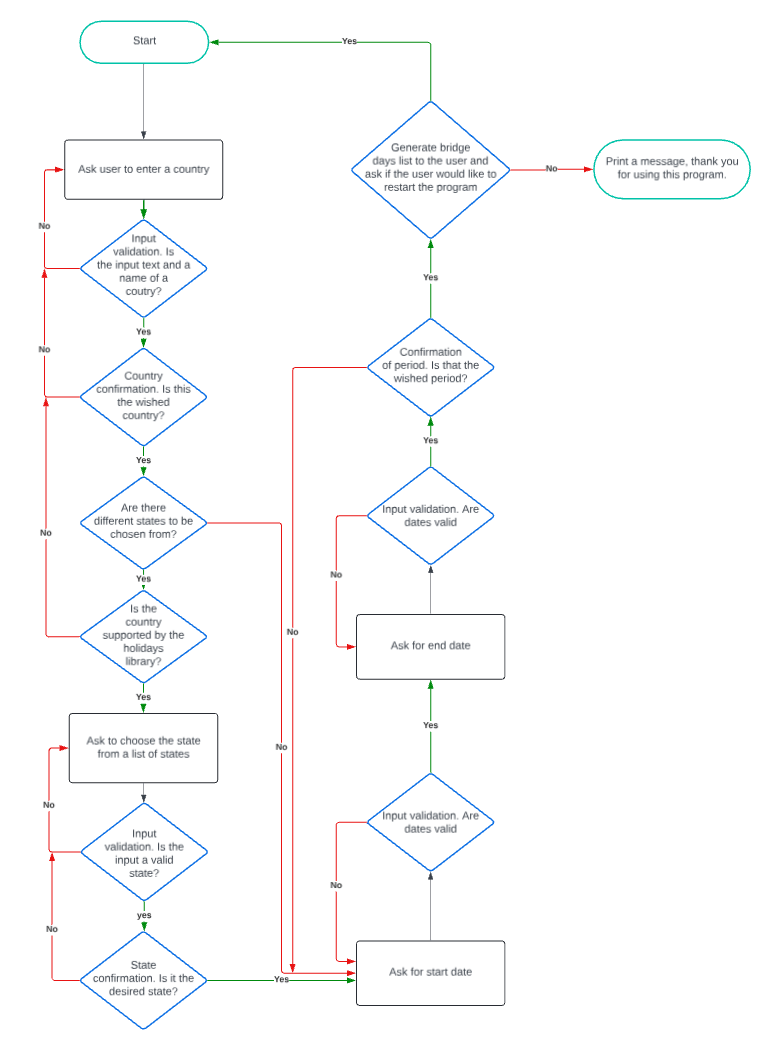 Start
Yes
Ask user to enter a country
No
Input
validation. Is
the input text and a
name of a
coutry?
Yes
No
Country
confirmation. Is this
the wished
country?
Yes
Are there
different states to be
chosen from?
No
Yes
Is the
country
supported by the
holidays
library?
Yes
Ask to choose the state
from a list of states
No
Input
validation. Is the
input a valid
state?
yes
No
State
confirmation. Is it the
desired state?
Yes
No
No
Generate bridge
days list to the user and
ask if the user would like to
restart the program
No
Print a message, thank you
for using this program.
Yes
Confirmation
of period. Is that the
wished period?
Yes
Input validation. Are
dates valid
No
Ask for end date
Yes
Input validation. Are
dates valid
No
Ask for start date